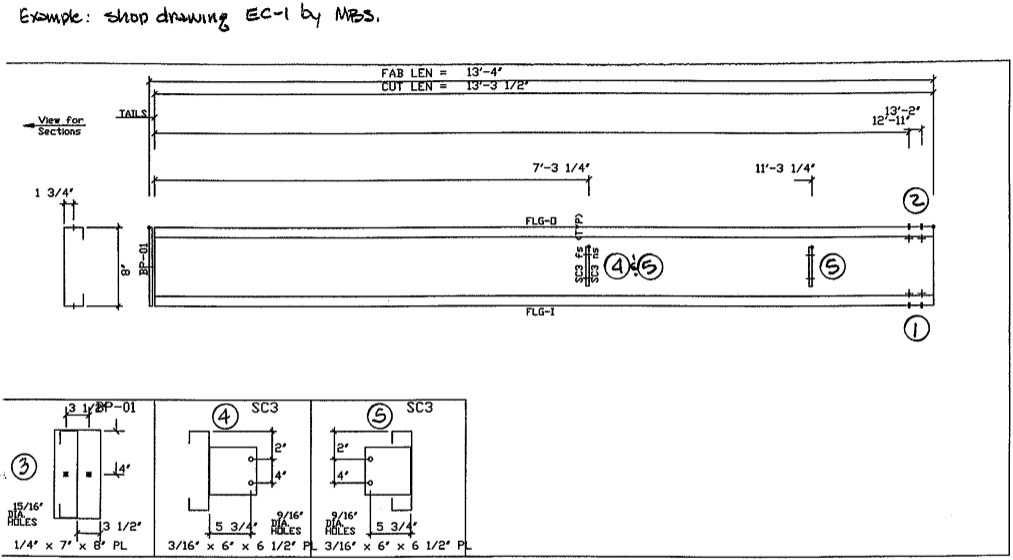 Example: shop drawing EC-1 by MBS.
FAB LEN = 13'-4"
CUT LEN = 13'-3 1/2"
TAILS
View for
Sections
13'-2"
12'-11"
7'-3 1/4"
11'-3 1/4"
1 3/4"
2
FLG-O
(TYP)
8"
BP-01
SC3 fs
SC3 ns
4 & 5
5
FLG-I
1
3 1/2"
BP-01
3
4"
15/16"
DIA.
HOLES
3 1/2"
1/4" x 7" x 8" PL
4
SC3
2"
4"
9/16"
DIA.
HOLES
5 3/4"
3/16" x 6" x 6 1/2" PL
5
SC3
2"
4"
9/16"
DIA.
HOLES
5 3/4"
3/16" x 6" x 6 1/2" PL